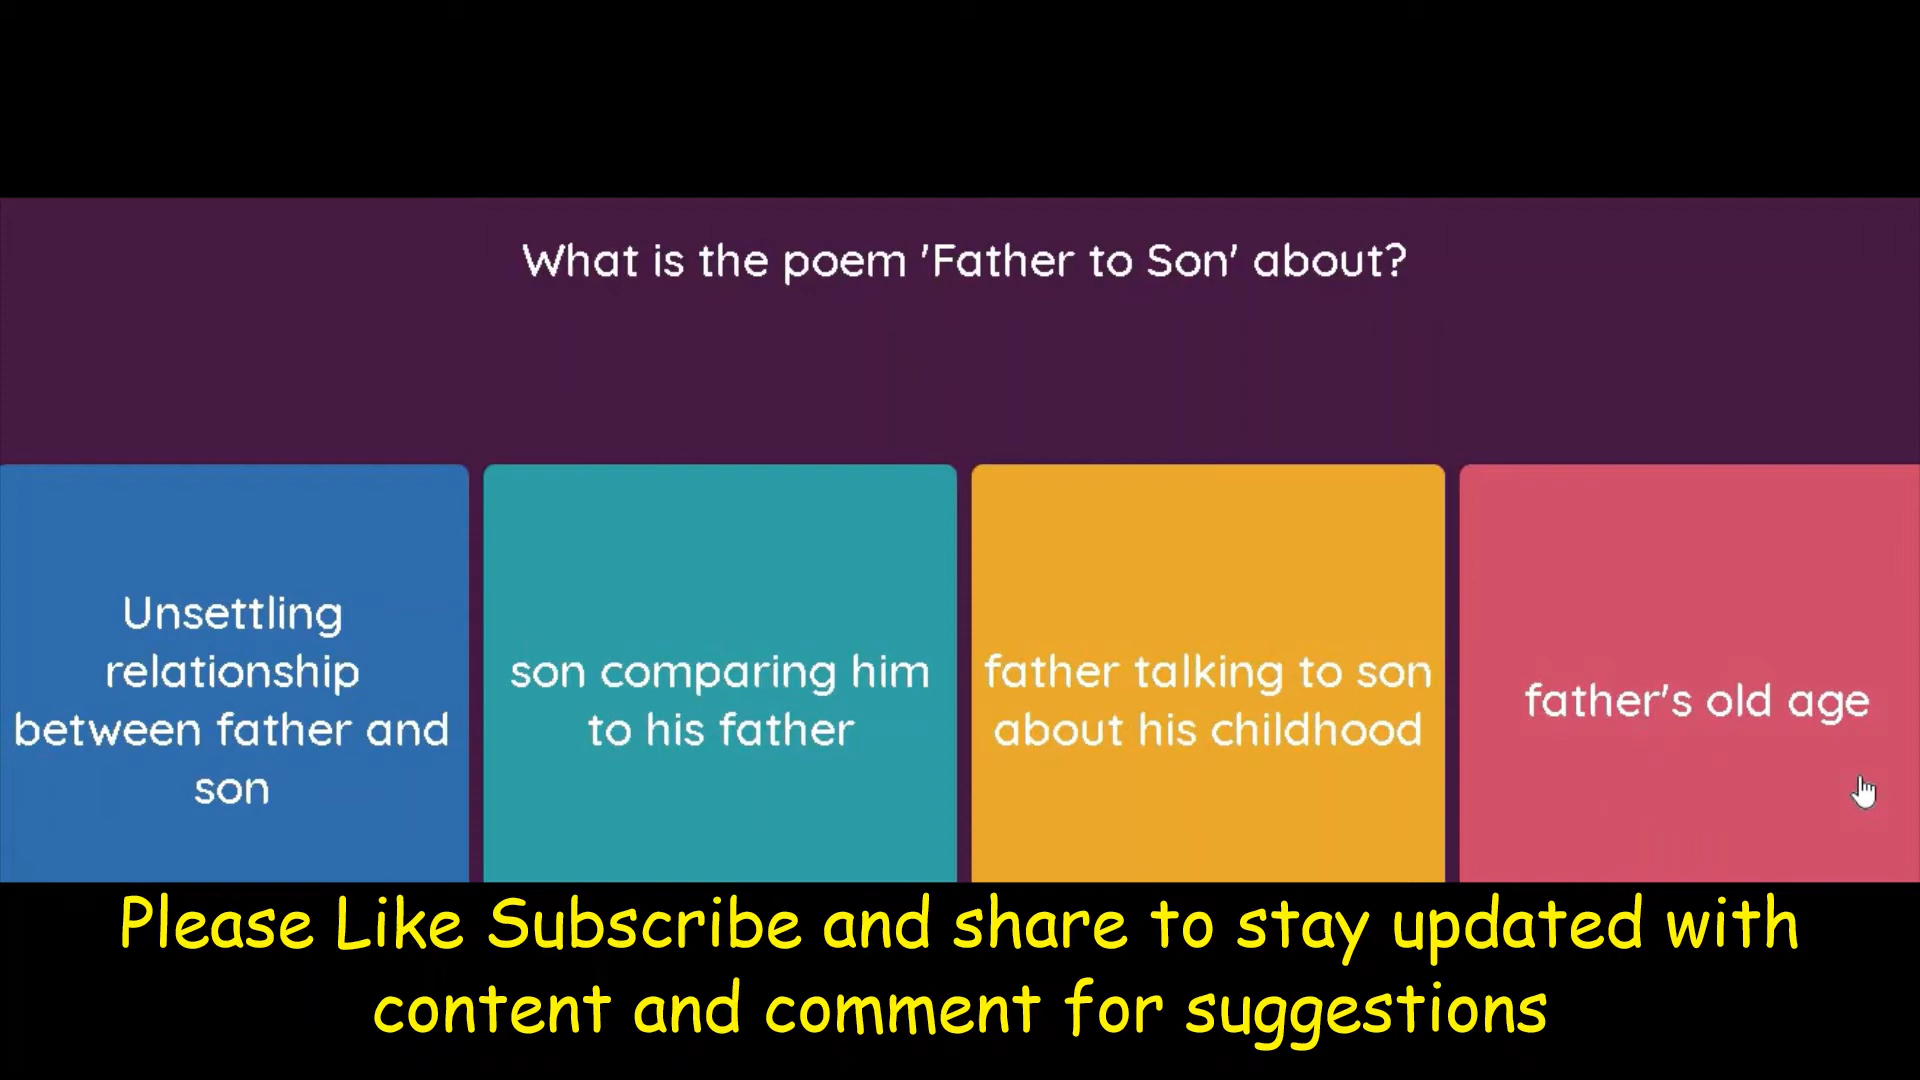 What is the poem 'Father to Son' about?
Unsettling
relationship
between father and
son
son comparing him
to his father
father talking to son
about his childhood
father's old age
Please Like Subscribe and share to stay updated with
content and comment for suggestions